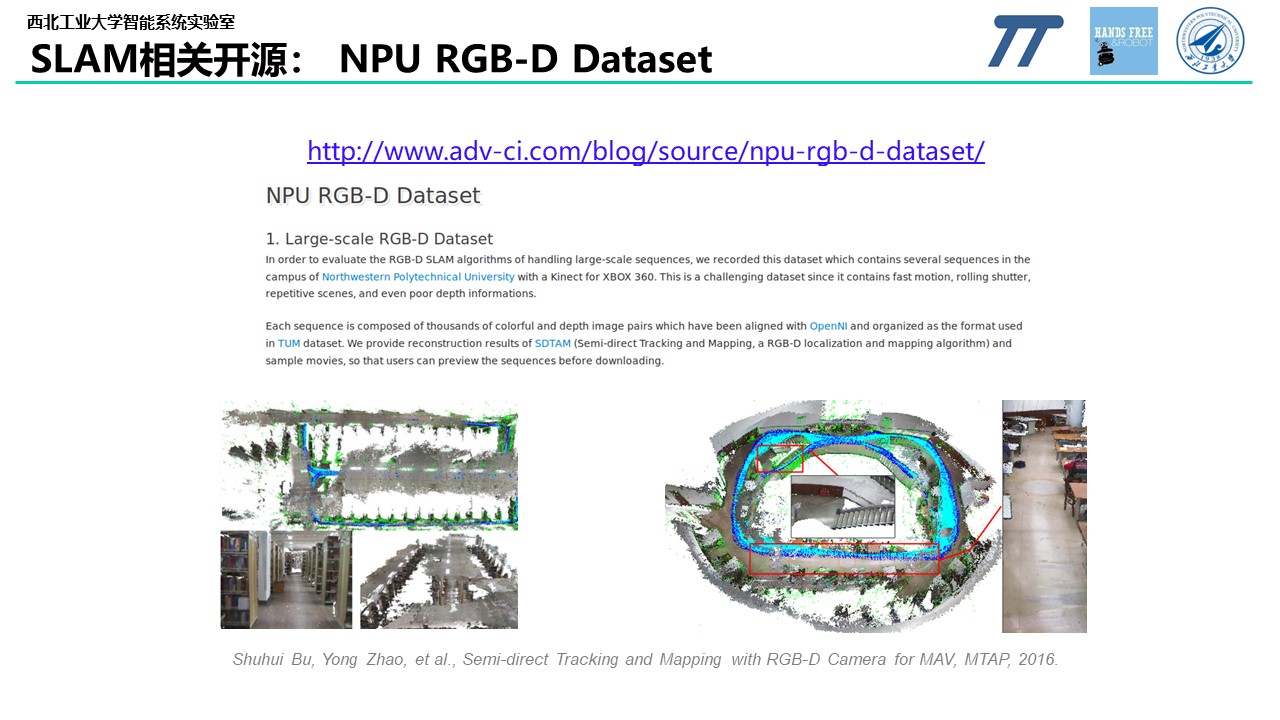 西北工业大学智能系统实验室
SLAM相关开源： NPU RGB-D Dataset
HANDS FREE
&ROBOT
http://www.adv-ci.com/blog/source/npu-rgb-d-dataset/
NPU RGB-D Dataset
1. Large-scale RGB-D Dataset
In order to evaluate the RGB-D SLAM algorithms of handling large-scale sequences, we recorded this dataset which contains several sequences in the
campus of Northwestern Polytechnical University with a Kinect for XBOX 360. This is a challenging dataset since it contains fast motion, rolling shutter,
repetitive scenes, and even poor depth informations.
Each sequence is composed of thousands of colorful and depth image pairs which have been aligned with OpenNI and organized as the format used
in TUM dataset. We provide reconstruction results of SDTAM (Semi-direct Tracking and Mapping, a RGB-D localization and mapping algorithm) and
sample movies, so that users can preview the sequences before downloading.
Shuhui Bu, Yong Zhao, et al., Semi-direct Tracking and Mapping with RGB-D Camera for MAV, MTAP, 2016.